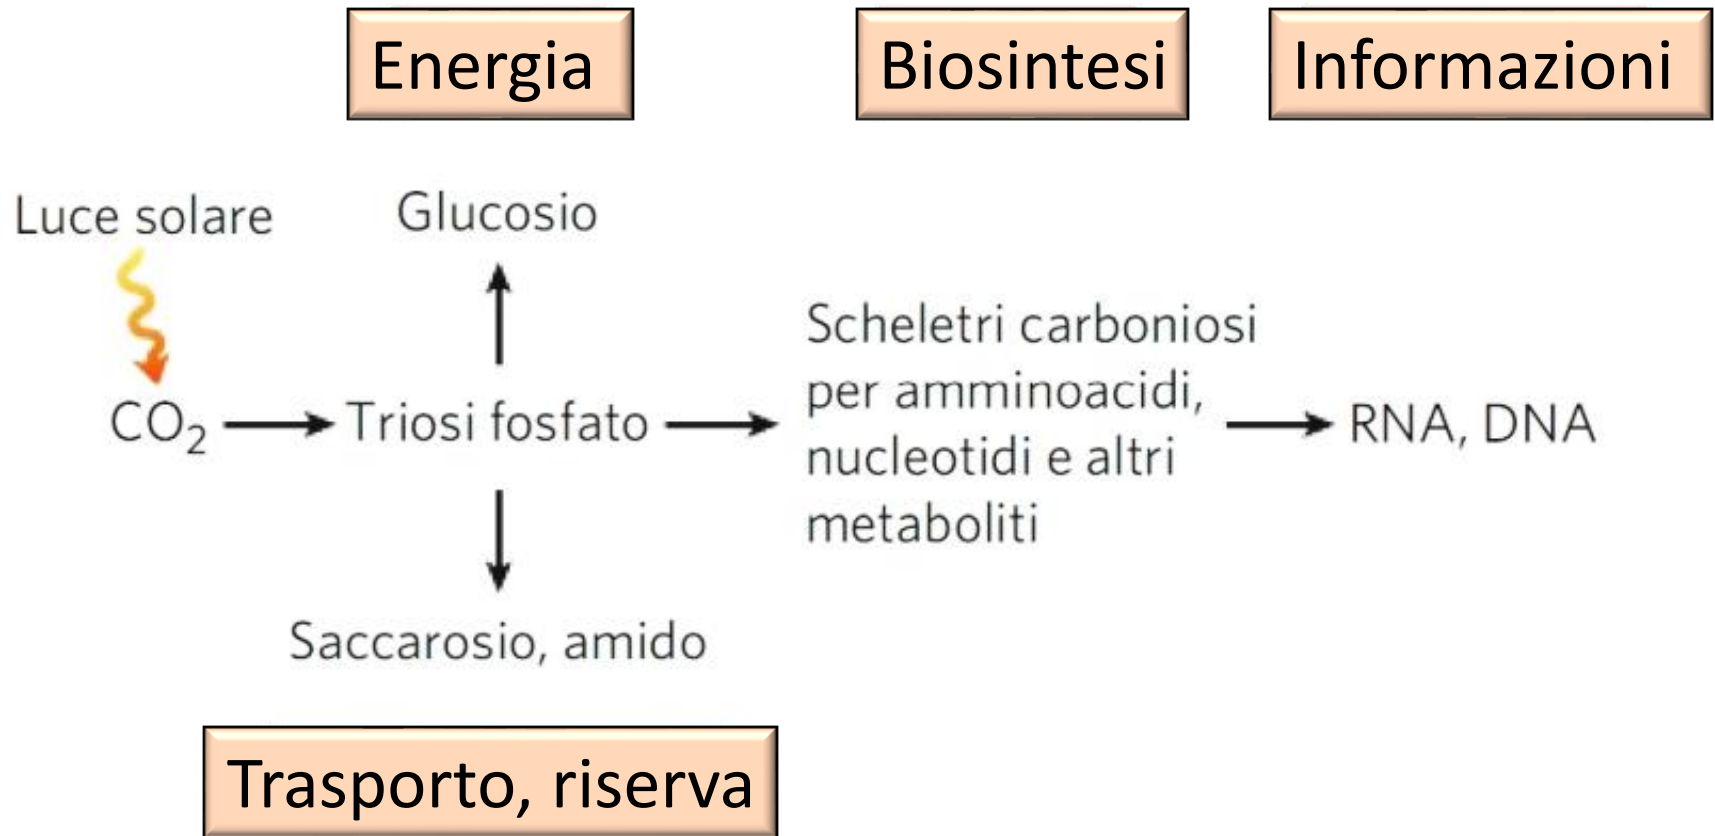 Energia
Biosintesi
Informazioni
Luce solare
Glucosio
CO₂
Triosi fosfato
Scheletri carboniosi
per amminoacidi,
nucleotidi e altri
metaboliti
RNA, DNA
Saccarosio, amido
Trasporto, riserva